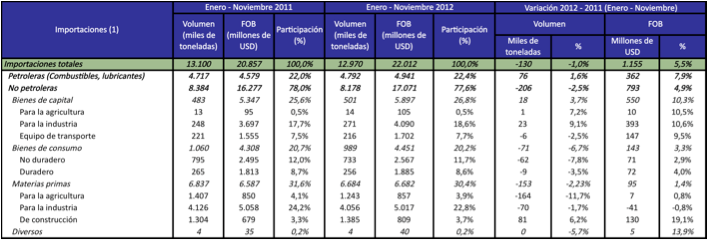 Enero - Noviembre 2011 Enero - Noviembre 2012 Variación 2012 - 2011 (Enero - Noviembre)
Importaciones (1) Volumen (miles de toneladas) FOB (millones de USD) Participación (%) Volumen (miles de toneladas) FOB (millones de USD) Participación (%) Volumen FOB
Miles de toneladas % Millones de USD %
Importaciones totales 13.100 20.857 100,0% 12.970 22.012 100,0% -130 -1,0% 1.155 5,5%
Petroleras (Combustibles, lubricantes) 4.717 4.579 22,0% 4.792 4.941 22,4% 76 1,6% 362 7,9%
No petroleras 8.384 16.277 78,0% 8.178 17.071 77,6% -206 -2,5% 793 4,9%
Bienes de capital 483 5.347 25,6% 501 5.897 26,8% 18 3,7% 550 10,3%
Para la agricultura 13 95 0,5% 14 105 0,5% 1 7,2% 10 10,5%
Para la industria 248 3.697 17,7% 271 4.090 18,6% 23 9,1% 393 10,6%
Equipo de transporte 221 1.555 7,5% 216 1.702 7,7% -6 -2,5% 147 9,5%
Bienes de consumo 1.060 4.308 20,7% 989 4.451 20,2% -71 -6,7% 143 3,3%
No duradero 795 2.495 12,0% 733 2.567 11,7% -62 -7,8% 71 2,9%
Duradero 265 1.813 8,7% 256 1.885 8,6% -9 -3,5% 72 4,0%
Materias primas 6.837 6.587 31,6% 6.684 6.682 30,4% -153 -2,23% 95 1,4%
Para la agricultura 1.407 850 4,1% 1.243 857 3,9% -164 -11,7% 7 0,8%
Para la industria 4.126 5.058 24,2% 4.056 5.017 22,8% -70 -1,7% -41 -0,8%
De construcción 1.304 679 3,3% 1.385 809 3,7% 81 6,2% 130 19,1%
Diversos 4 35 0,2% 4 40 0,2% 0 -5,7% 5 13,9%